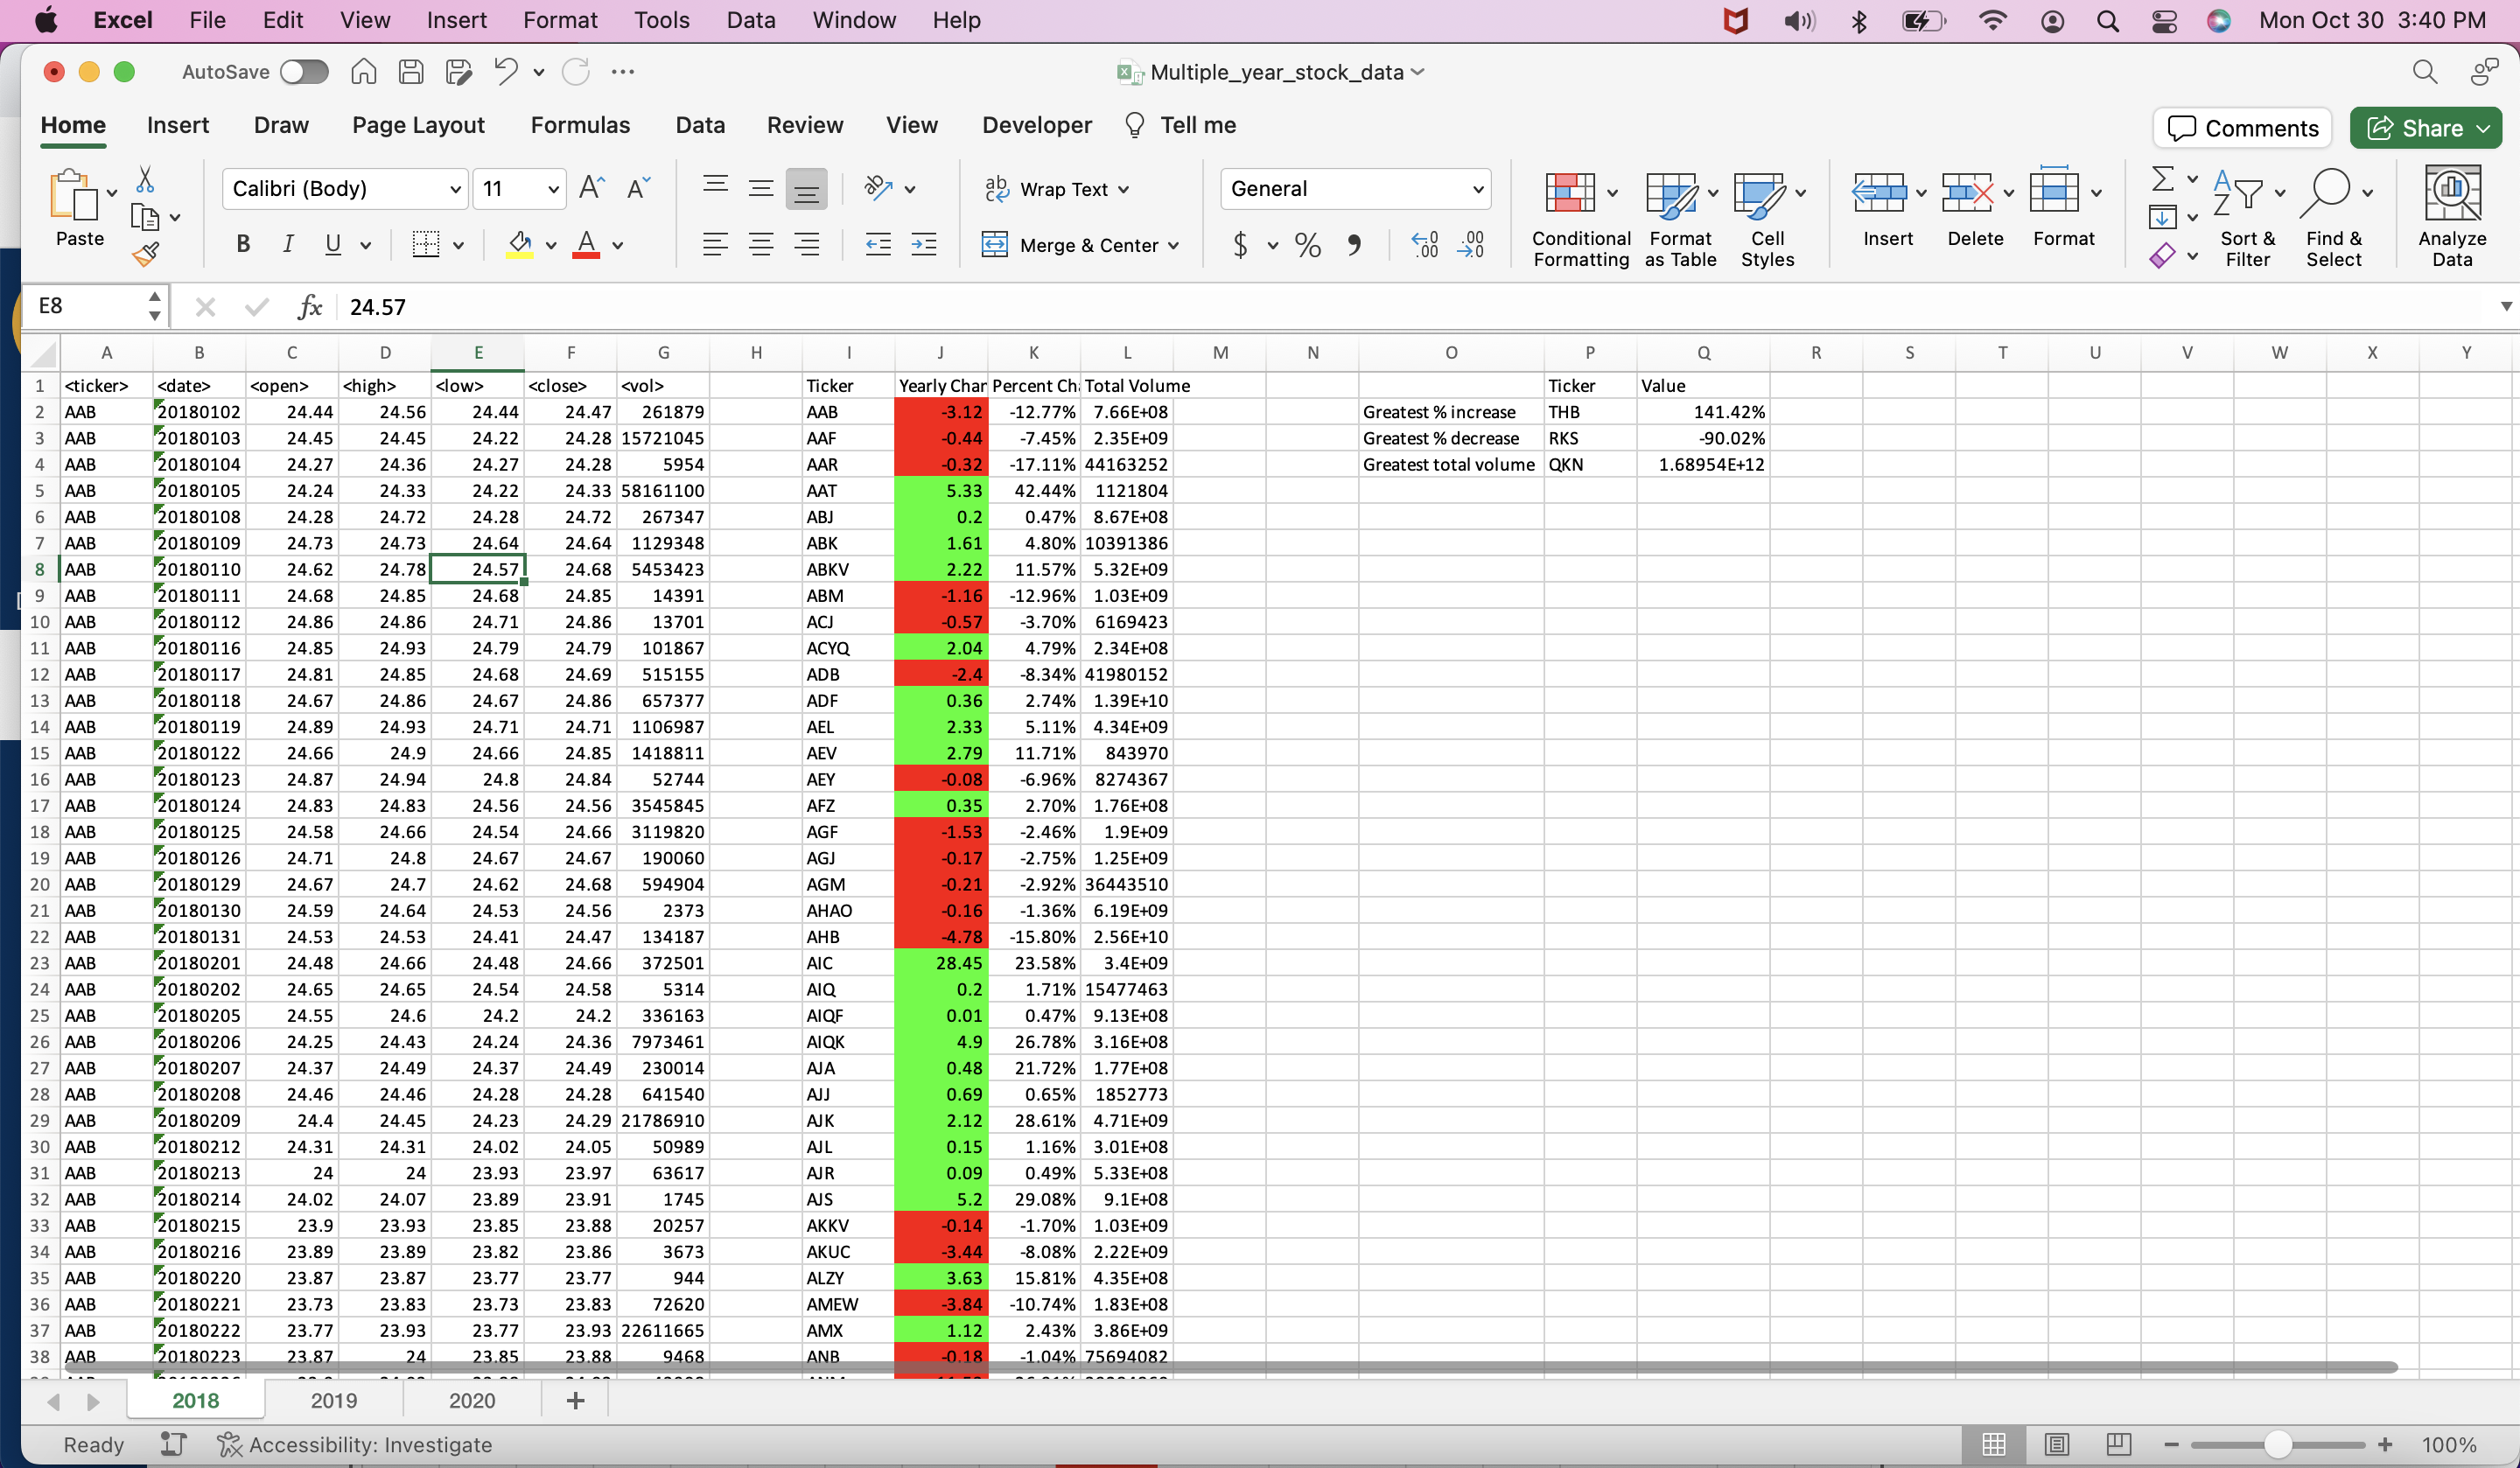 Excel File Edit View Insert Format Tools Data Window Help Mon Oct 30 3:40 PM
AutoSave Multiple_year_stock_data
Home Insert Draw Page Layout Formulas Data Review View Developer Tell me Comments Share
Paste Calibri (Body) 11 Wrap Text General
B I U Merge & Center $ % Conditional Formatting Format as Table Cell Styles Insert Delete Format Sort & Filter Find & Select Analyze Data
E8 fx 24.57
A B C D E F G H I J K L M N O P Q R S T U V W X Y
1 <ticker> <date> <open> <high> <low> <close> <vol> Ticker Yearly Char Percent Ch Total Volume Ticker Value
2 AAB 20180102 24.44 24.56 24.44 24.47 261879 AAB -3.12 -12.77% 7.66E+08 Greatest % increase THB 141.42%
3 AAB 20180103 24.45 24.45 24.22 24.28 15721045 AAF -0.44 -7.45% 2.35E+09 Greatest % decrease RKS -90.02%
4 AAB 20180104 24.27 24.36 24.27 24.28 5954 AAR -0.32 -17.11% 44163252 Greatest total volume QKN 1.68954E+12
5 AAB 20180105 24.24 24.33 24.22 24.33 58161100 AAT 5.33 42.44% 1121804
6 AAB 20180108 24.28 24.72 24.28 24.72 267347 ABJ 0.2 0.47% 8.67E+08
7 AAB 20180109 24.73 24.73 24.64 24.64 1129348 ABK 1.61 4.80% 10391386
8 AAB 20180110 24.62 24.78 24.57 24.68 5453423 ABKV 2.22 11.57% 5.32E+09
9 AAB 20180111 24.68 24.85 24.68 24.85 14391 ABM -1.16 -12.96% 1.03E+09
10 AAB 20180112 24.86 24.86 24.71 24.86 13701 ACJ -0.57 -3.70% 6169423
11 AAB 20180116 24.85 24.93 24.79 24.79 101867 ACYQ 2.04 4.79% 2.34E+08
12 AAB 20180117 24.81 24.85 24.68 24.69 515155 ADB -2.4 -8.34% 41980152
13 AAB 20180118 24.67 24.86 24.67 24.86 657377 ADF 0.36 2.74% 1.39E+10
14 AAB 20180119 24.89 24.93 24.71 24.71 1106987 AEL 2.33 5.11% 4.34E+09
15 AAB 20180122 24.66 24.9 24.66 24.85 1418811 AEV 2.79 11.71% 843970
16 AAB 20180123 24.87 24.94 24.8 24.84 52744 AEY -0.08 -6.96% 8274367
17 AAB 20180124 24.83 24.83 24.56 24.56 3545845 AFZ 0.35 2.70% 1.76E+08
18 AAB 20180125 24.58 24.66 24.54 24.66 3119820 AGF -1.53 -2.46% 1.9E+09
19 AAB 20180126 24.71 24.8 24.67 24.67 190060 AGJ -0.17 -2.75% 1.25E+09
20 AAB 20180129 24.67 24.7 24.62 24.68 594904 AGM -0.21 -2.92% 36443510
21 AAB 20180130 24.59 24.64 24.53 24.56 2373 AHAO -0.16 -1.36% 6.19E+09
22 AAB 20180131 24.53 24.53 24.41 24.47 134187 AHB -4.78 -15.80% 2.56E+10
23 AAB 20180201 24.48 24.66 24.48 24.66 372501 AIC 28.45 23.58% 3.4E+09
24 AAB 20180202 24.65 24.65 24.54 24.58 5314 AIQ 0.2 1.71% 15477463
25 AAB 20180205 24.55 24.6 24.2 24.2 336163 AIQF 0.01 0.47% 9.13E+08
26 AAB 20180206 24.25 24.43 24.24 24.36 7973461 AIQK 4.9 26.78% 3.16E+08
27 AAB 20180207 24.37 24.49 24.37 24.49 230014 AJA 0.48 21.72% 1.77E+08
28 AAB 20180208 24.46 24.46 24.28 24.28 641540 AJJ 0.69 0.65% 1852773
29 AAB 20180209 24.4 24.45 24.23 24.29 21786910 AJK 2.12 28.61% 4.71E+09
30 AAB 20180212 24.31 24.31 24.02 24.05 50989 AJL 0.15 1.16% 3.01E+08
31 AAB 20180213 24 24 23.93 23.97 63617 AJR 0.09 0.49% 5.33E+08
32 AAB 20180214 24.02 24.07 23.89 23.91 1745 AJS 5.2 29.08% 9.1E+08
33 AAB 20180215 23.9 23.93 23.85 23.88 20257 AKKV -0.14 -1.70% 1.03E+09
34 AAB 20180216 23.89 23.89 23.82 23.86 3673 AKUC -3.44 -8.08% 2.22E+09
35 AAB 20180220 23.87 23.87 23.77 23.77 944 ALZY 3.63 15.81% 4.35E+08
36 AAB 20180221 23.73 23.83 23.73 23.83 72620 AMEW -3.84 -10.74% 1.83E+08
37 AAB 20180222 23.77 23.93 23.77 23.93 22611665 AMX 1.12 2.43% 3.86E+09
38 AAB 20180223 23.87 24 23.85 23.88 9468 ANB -0.18 -1.04% 75694082
2018 2019 2020 +
Ready Accessibility: Investigate 100%